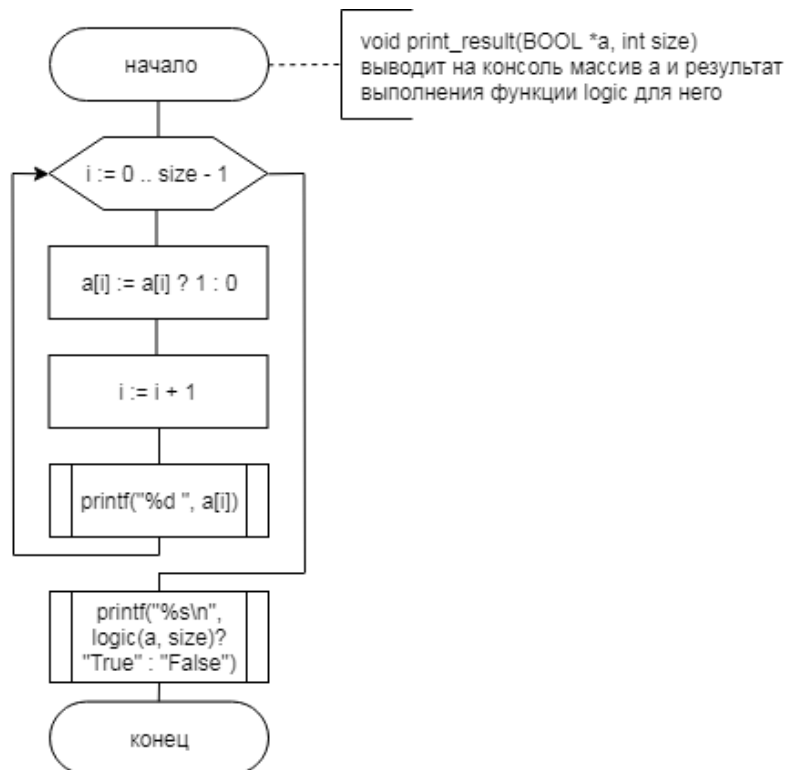 начало
void print_result(BOOL *a, int size)
выводит на консоль массив a и результат
выполнения функции logic для него
i := 0 .. size - 1
a[i] := a[i] ? 1 : 0
i := i + 1
printf("%d ", a[i])
printf("%s\n",
logic(a, size)?
"True" : "False")
конец